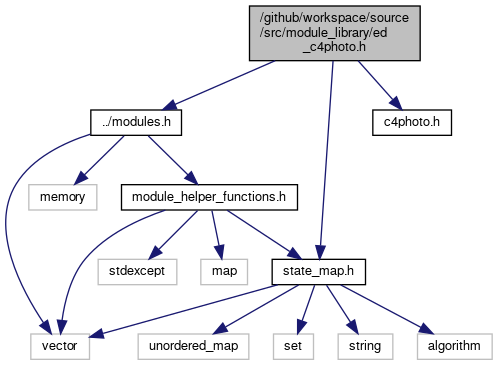 /github/workspace/source
/src/module_library/ed
_c4photo.h
../modules.h
c4photo.h
memory
module_helper_functions.h
stdexcept
map
state_map.h
vector
unordered_map
set
string
algorithm